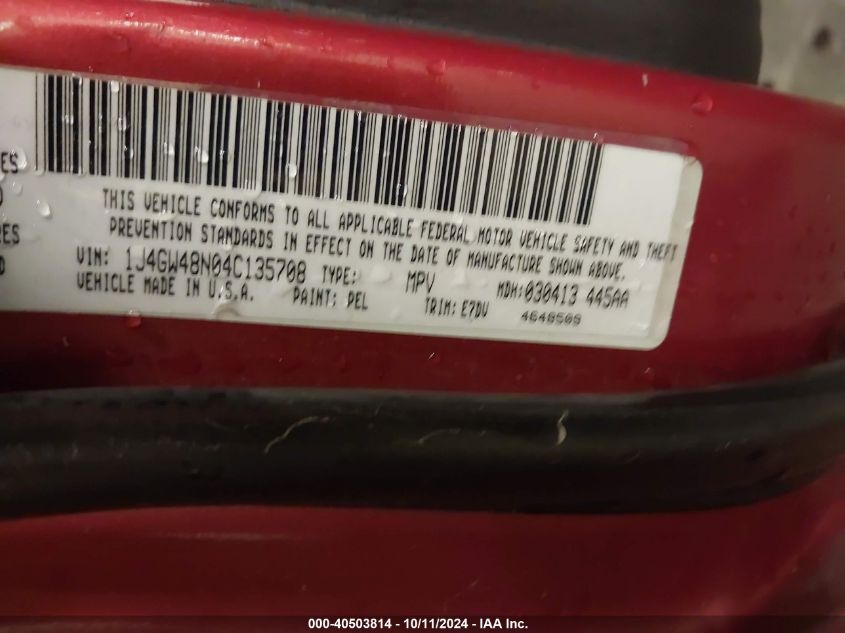 ES
THIS VEHICLE CONFORMS TO ALL APPLICABLE FEDERAL MOTOR VEHICLE SAFETY AND THEFT
RES
PREVENTION STANDARDS IN EFFECT ON THE DATE OF MANUFACTURE SHOWN ABOVE.
D
VIN: 1J4GW48N04C135708 TYPE: MPV MDH:030413 445AA
VEHICLE MADE IN U.S.A. PAINT: PEL TRIM: E7DV 4648509
000-40503814 - 10/11/2024 - IAA Inc.